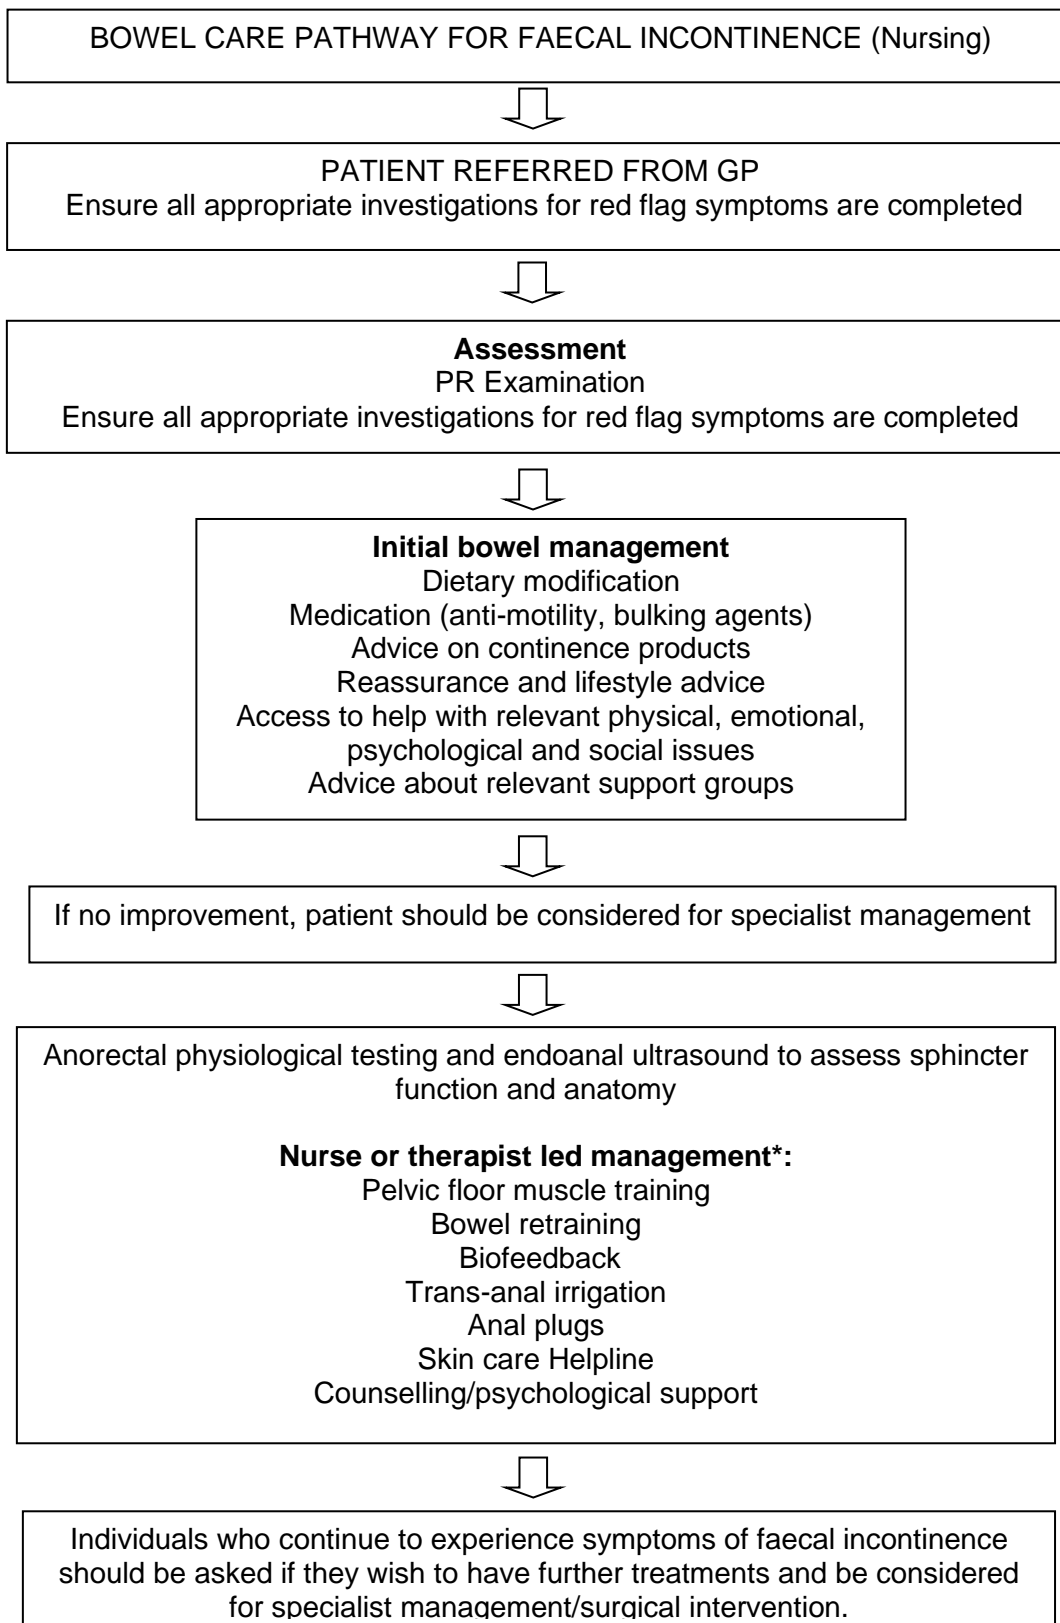 BOWEL CARE PATHWAY FOR FAECAL INCONTINENCE (Nursing)
PATIENT REFERRED FROM GP
Ensure all appropriate investigations for red flag symptoms are completed
Assessment
PR Examination
Ensure all appropriate investigations for red flag symptoms are completed
Initial bowel management
Dietary modification
Medication (anti-motility, bulking agents)
Advice on continence products
Reassurance and lifestyle advice
Access to help with relevant physical, emotional,
psychological and social issues
Advice about relevant support groups
If no improvement, patient should be considered for specialist management
Anorectal physiological testing and endoanal ultrasound to assess sphincter
function and anatomy
Nurse or therapist led management*:
Pelvic floor muscle training
Bowel retraining
Biofeedback
Trans-anal irrigation
Anal plugs
Skin care Helpline
Counselling/psychological support
Individuals who continue to experience symptoms of faecal incontinence
should be asked if they wish to have further treatments and be considered
for specialist management/surgical intervention.